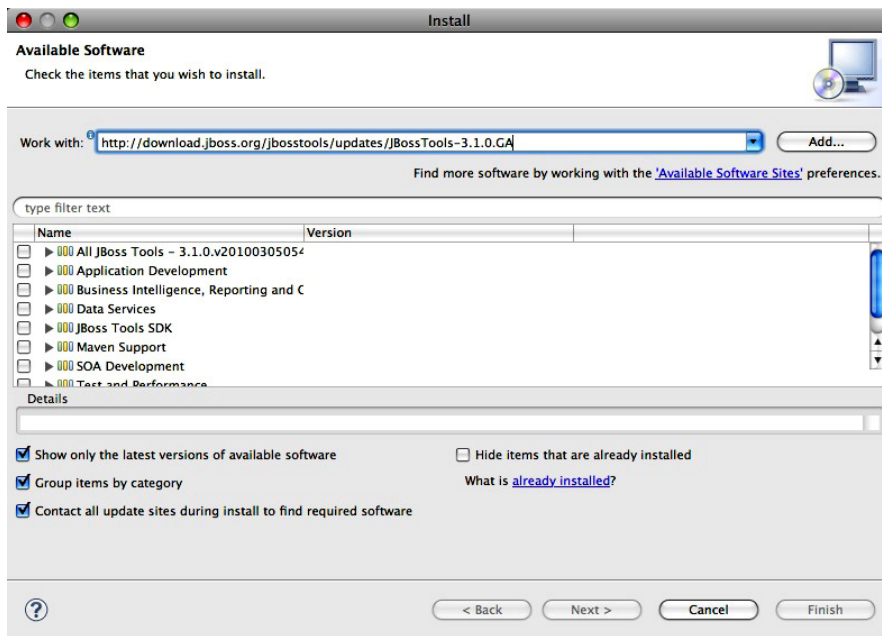 Install
Available Software
Check the items that you wish to install.
Work with: http://download.jboss.org/jbosstools/updates/JBossTools-3.1.0.GA Add...
Find more software by working with the 'Available Software Sites' preferences.
type filter text
Name Version
All JBoss Tools - 3.1.0.v20100305054
Application Development
Business Intelligence, Reporting and C
Data Services
JBoss Tools SDK
Maven Support
SOA Development
Test and Performance
Details
Show only the latest versions of available software Hide items that are already installed
Group items by category What is already installed?
Contact all update sites during install to find required software
? < Back Next > Cancel Finish